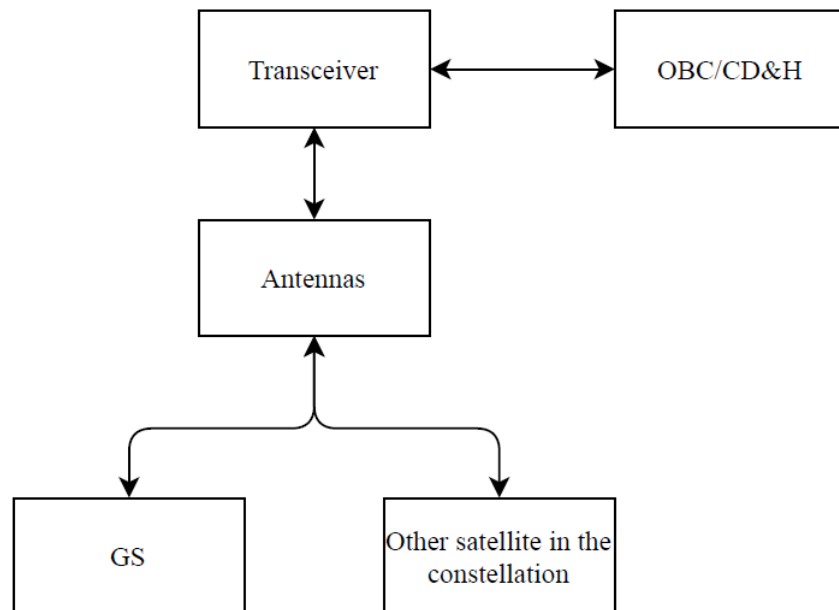 Transceiver
OBC/CD&H
Antennas
GS
Other satellite in the
constellation